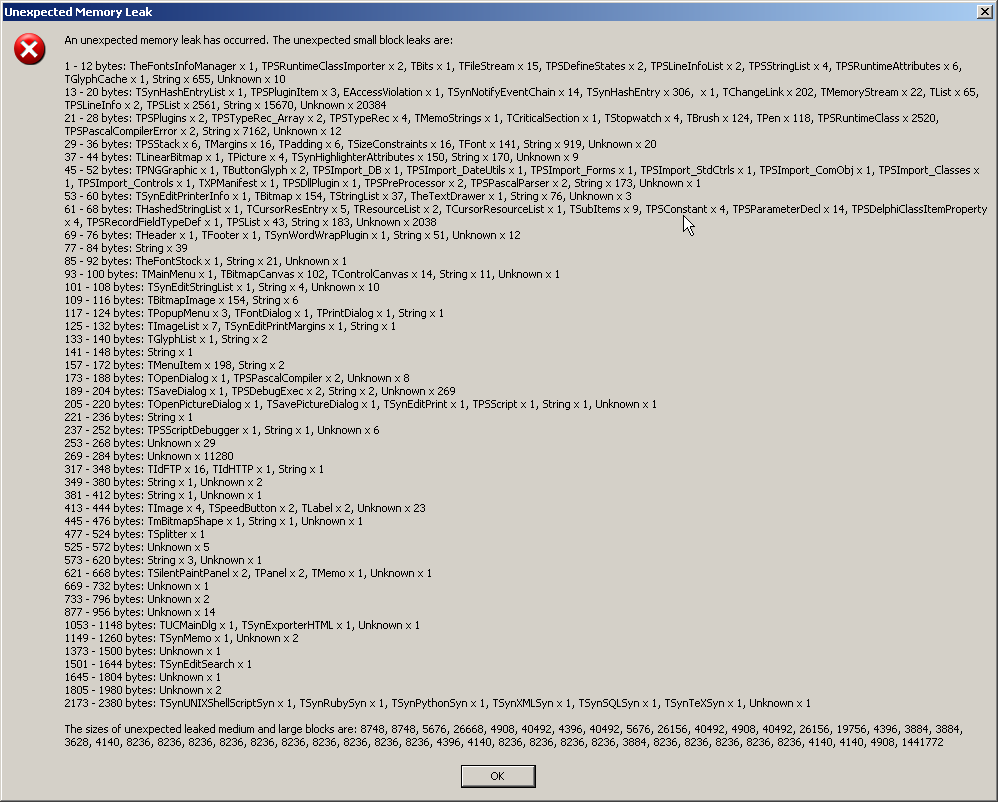 Unexpected Memory Leak
An unexpected memory leak has occurred. The unexpected small block leaks are:
1 - 12 bytes: TheFontsInfoManager x 1, TPSRuntimeClassImporter x 2, TBits x 1, TFileStream x 15, TPSDefineStates x 2, TPSLineInfoList x 2, TPSStringList x 4, TPSRuntimeAttributes x 6,
TGlyphCache x 1, String x 655, Unknown x 10
13 - 20 bytes: TSynHashEntryList x 1, TPSPluginItem x 3, EAccessViolation x 1, TSynNotifyEventChain x 14, TSynHashEntry x 306,  x 1, TChangeLink x 202, TMemoryStream x 22, TList x 65,
TPSLineInfo x 2, TPSList x 2561, String x 15670, Unknown x 20384
21 - 28 bytes: TPSPlugins x 2, TPSTypeRec_Array x 2, TPSTypeRec x 4, TMemoStrings x 1, TCriticalSection x 1, TStopwatch x 4, TBrush x 124, TPen x 118, TPSRuntimeClass x 2520,
TPSPascalCompilerError x 2, String x 7162, Unknown x 12
29 - 36 bytes: TPSStack x 6, TMargins x 16, TPadding x 6, TSizeConstraints x 16, TFont x 141, String x 919, Unknown x 20
37 - 44 bytes: TLinearBitmap x 1, TPicture x 4, TSynHighlighterAttributes x 150, String x 170, Unknown x 9
45 - 52 bytes: TPNGGraphic x 1, TButtonGlyph x 2, TPSImport_DB x 1, TPSImport_DateUtils x 1, TPSImport_Forms x 1, TPSImport_StdCtrls x 1, TPSImport_ComObj x 1, TPSImport_Classes x
1, TPSImport_Controls x 1, TXPManifest x 1, TPSDllPlugin x 1, TPSPreProcessor x 2, TPSPascalParser x 2, String x 173, Unknown x 1
53 - 60 bytes: TSynEditPrinterInfo x 1, TBitmap x 154, TStringList x 37, TheTextDrawer x 1, String x 76, Unknown x 3
61 - 68 bytes: THashedStringList x 1, TCursorResEntry x 5, TResourceList x 2, TCursorResourceList x 1, TSubItems x 9, TPSConstant x 4, TPSParameterDecl x 14, TPSDelphiClassItemProperty
x 4, TPSRecordFieldTypeDef x 1, TPSList x 43, String x 183, Unknown x 2038
69 - 76 bytes: THeader x 1, TFooter x 1, TSynWordWrapPlugin x 1, String x 51, Unknown x 12
77 - 84 bytes: String x 39
85 - 92 bytes: TheFontStock x 1, String x 21, Unknown x 1
93 - 100 bytes: TMainMenu x 1, TBitmapCanvas x 102, TControlCanvas x 14, String x 11, Unknown x 1
101 - 108 bytes: TSynEditStringList x 1, String x 4, Unknown x 10
109 - 116 bytes: TBitmapImage x 154, String x 6
117 - 124 bytes: TPopupMenu x 3, TFontDialog x 1, TPrintDialog x 1, String x 1
125 - 132 bytes: TImageList x 7, TSynEditPrintMargins x 1, String x 1
133 - 140 bytes: TGlyphList x 1, String x 2
141 - 148 bytes: String x 1
157 - 172 bytes: TMenuItem x 198, String x 2
173 - 188 bytes: TOpenDialog x 1, TPSPascalCompiler x 2, Unknown x 8
189 - 204 bytes: TSaveDialog x 1, TPSDebugExec x 2, String x 2, Unknown x 269
205 - 220 bytes: TOpenPictureDialog x 1, TSavePictureDialog x 1, TSynEditPrint x 1, TPSScript x 1, String x 1, Unknown x 1
221 - 236 bytes: String x 1
237 - 252 bytes: TPSScriptDebugger x 1, String x 1, Unknown x 6
253 - 268 bytes: Unknown x 29
269 - 284 bytes: Unknown x 11280
317 - 348 bytes: TIdFTP x 16, TIdHTTP x 1, String x 1
349 - 380 bytes: String x 1, Unknown x 2
381 - 412 bytes: String x 1, Unknown x 1
413 - 444 bytes: TImage x 4, TSpeedButton x 2, TLabel x 2, Unknown x 23
445 - 476 bytes: TmBitmapShape x 1, String x 1, Unknown x 1
477 - 524 bytes: TSplitter x 1
525 - 572 bytes: Unknown x 5
573 - 620 bytes: String x 3, Unknown x 1
621 - 668 bytes: TSilentPaintPanel x 2, TPanel x 2, TMemo x 1, Unknown x 1
669 - 732 bytes: Unknown x 1
733 - 796 bytes: Unknown x 2
877 - 956 bytes: Unknown x 14
1053 - 1148 bytes: TUCMainDlg x 1, TSynExporterHTML x 1, Unknown x 1
1149 - 1260 bytes: TSynMemo x 1, Unknown x 2
1373 - 1500 bytes: Unknown x 1
1501 - 1644 bytes: TSynEditSearch x 1
1645 - 1804 bytes: Unknown x 1
1805 - 1980 bytes: Unknown x 2
2173 - 2380 bytes: TSynUNIXShellScriptSyn x 1, TSynRubySyn x 1, TSynPythonSyn x 1, TSynXMLSyn x 1, TSynSQLSyn x 1, TSynTeXSyn x 1, Unknown x 1
The sizes of unexpected leaked medium and large blocks are: 8748, 8748, 5676, 26668, 4908, 40492, 4396, 40492, 5676, 26156, 40492, 4908, 40492, 26156, 19756, 4396, 3884, 3884,
3628, 4140, 8236, 8236, 8236, 8236, 8236, 8236, 8236, 8236, 8236, 8236, 4396, 4140, 8236, 8236, 8236, 8236, 3884, 8236, 8236, 8236, 8236, 8236, 4140, 4140, 4908, 1441772
OK